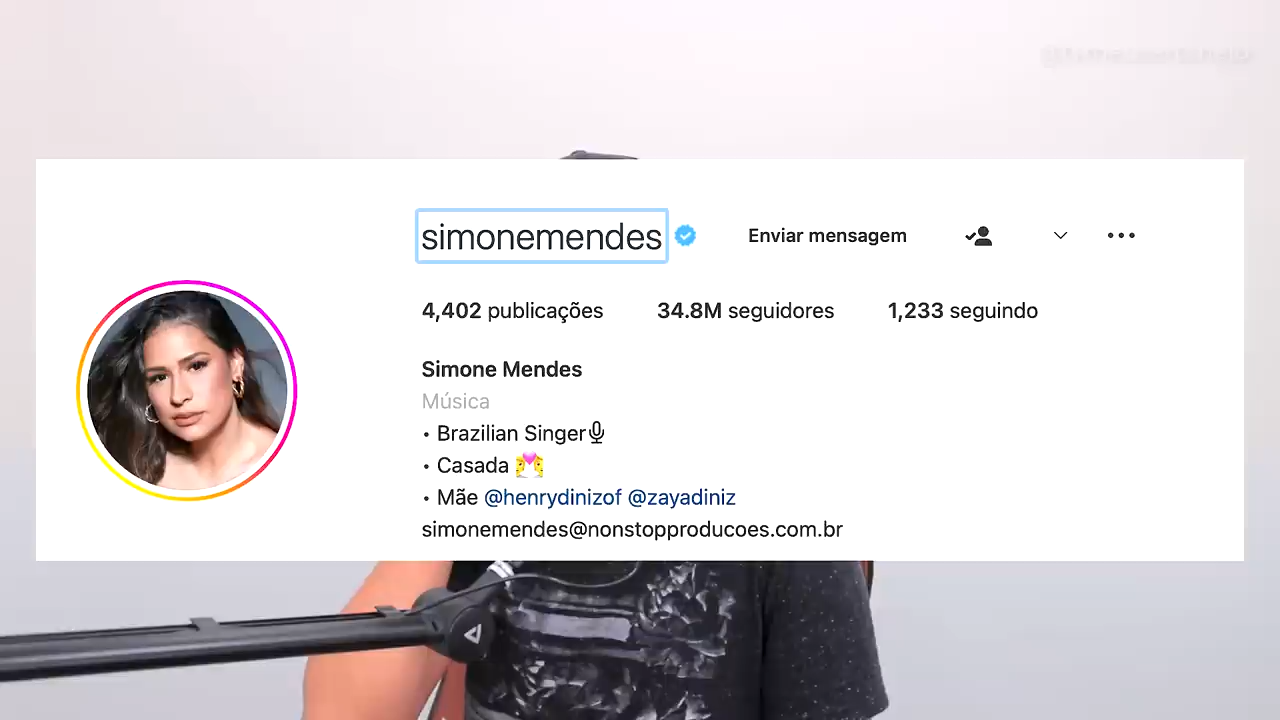 simonemendes
Enviar mensagem
4,402 publicações 34.8M seguidores 1,233 seguindo
Simone Mendes
Música
• Brazilian Singer🎙
• Casada 💏
• Mãe @henrydinizof @zayadiniz
simonemendes@nonstopproducoes.com.br